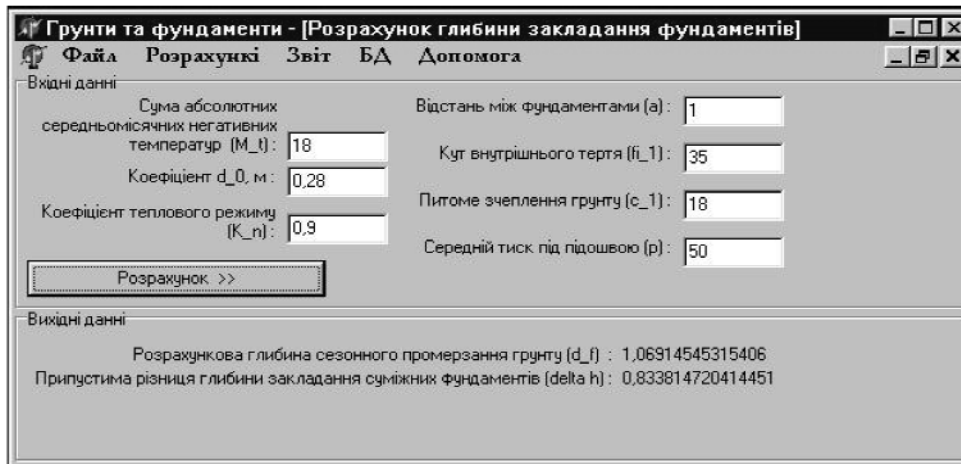 Грунти та фундаменти - [Розрахунок глибини закладання фундаментів]
Файл Розрахункі Звіт БД Допомога
Вхідні данні
Сума абсолютних
середньомісячних негативних
температур (M_t) : 18
Коефіціент d_0, м : 0,28
Коефіцієнт теплового режиму
(K_n) : 0,9
Розрахунок >>
Відстань між фундаментами (a) : 1
Кут внутрішнього тертя (fi_1) : 35
Питоме зчеплення грунту (c_1) : 18
Середній тиск під підошвою (p) : 50
Вихідні данні
Розрахункова глибина сезонного промерзання грунту (d_f) : 1,06914545315406
Припустима різниця глибини закладання суміжних фундаментів (delta h) : 0,833814720414451